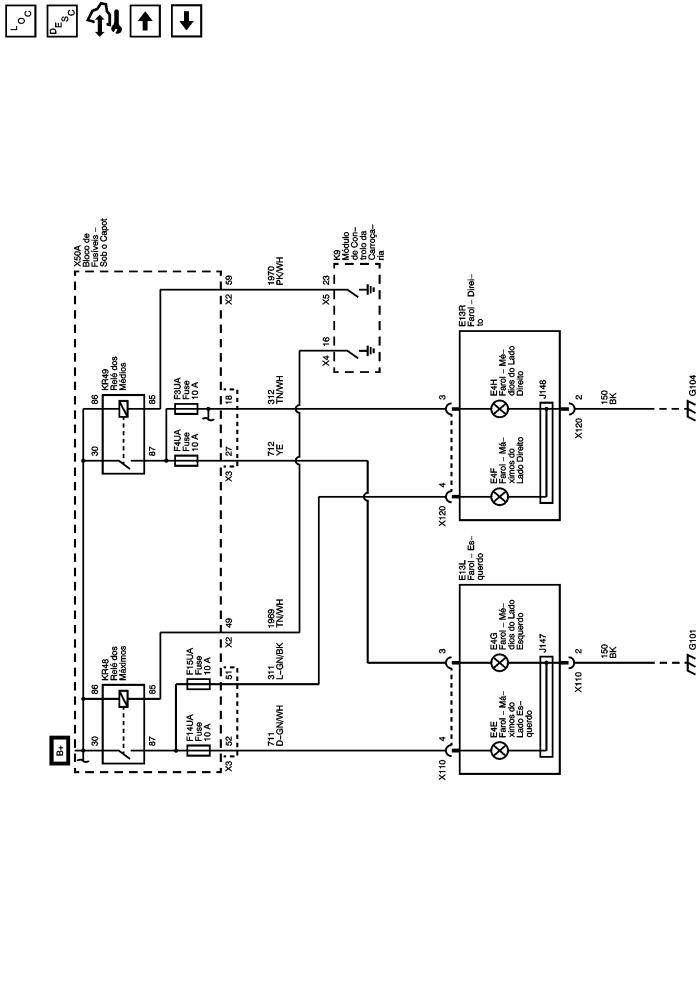 LOC
DESC
X50A
Bloco de
Fusíveis –
Sob o Capot
B+
KR48
Relé dos
Máximos
30
86
87
85
F14UA
Fuse
10 A
F15UA
Fuse
10 A
X3
52
51
X2
49
711
D–GN/WH
311
L–GN/BK
1969
TN/WH
KR49
Relé dos
Médios
30
86
87
85
F4UA
Fuse
10 A
F3UA
Fuse
10 A
X3
27
18
X2
59
712
YE
312
TN/WH
1970
PK/WH
K9
Módulo
de Con–
trolo da
Carroça–
ria
X4
16
X5
23
X110
4
3
E13L
Farol – Es–
querdo
E4E
Farol – Má–
ximos do
Lado Es–
querdo
E4G
Farol – Mé–
dios do Lado
Esquerdo
J147
X110
2
150
BK
G101
X120
4
3
E13R
Farol – Direi–
to
E4F
Farol – Má–
ximos do
Lado Direito
E4H
Farol – Mé–
dios do Lado
Direito
J148
X120
2
150
BK
G104